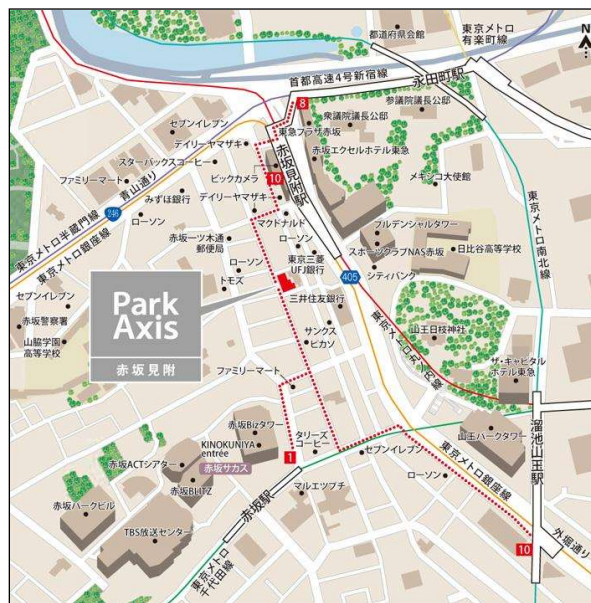 都道府県会館
東京メトロ
有楽町線
N
首都高速4号新宿線
永田町駅
8
参議院議長公邸
衆議院議長公邸
東急プラザ赤坂
セブンイレブン
デイリーヤマザキ
スターバックスコーヒー
赤坂エクセルホテル東急
赤坂見附駅
10
ビックカメラ
ファミリーマート
青山通り
メキシコ大使館
みずほ銀行
デイリーヤマザキ
東京メトロ半蔵門線
246
ローソン
マクドナルド
プルデンシャルタワー
東京メトロ南北線
東京メトロ銀座線
赤坂一ツ木通
郵便局
ローソン
スポーツクラブNAS赤坂
日比谷高等学校
東京三菱
UFJ銀行
ローソン
シティバンク
405
トモズ
Park
Axis
赤坂見附
セブンイレブン
三井住友銀行
赤坂警察署
サンクス
東京メトロ丸ノ内線
山王日枝神社
山脇学園
高等学校
ピカソ
ザ・キャピタル
ホテル東急
ファミリーマート
溜池山王駅
赤坂Bizタワー
タリーズ
コーヒー
山王パークタワー
KINOKUNIYA
entrée
1
セブンイレブン
赤坂ACTシアター
赤坂サカス
東京メトロ銀座線
ローソン
赤坂BLITZ
赤坂駅
マルエツプチ
赤坂パークビル
TBS放送センター
外堀通り
10
東京メトロ
千代田線